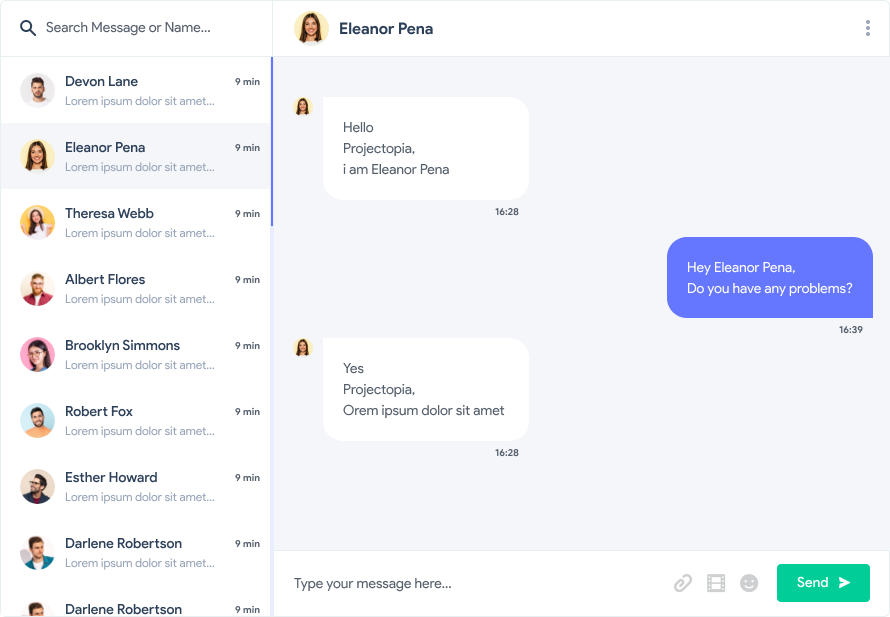 Search Message or Name...
Devon Lane
9 min
Lorem ipsum dolor sit amet...
Eleanor Pena
9 min
Lorem ipsum dolor sit amet...
Theresa Webb
9 min
Lorem ipsum dolor sit amet...
Albert Flores
9 min
Lorem ipsum dolor sit amet...
Brooklyn Simmons
9 min
Lorem ipsum dolor sit amet...
Robert Fox
9 min
Lorem ipsum dolor sit amet...
Esther Howard
9 min
Lorem ipsum dolor sit amet...
Darlene Robertson
9 min
Lorem ipsum dolor sit amet...
Darlene Robertson
9 min
Eleanor Pena
Hello
Projectopia,
i am Eleanor Pena
16:28
Hey Eleanor Pena,
Do you have any problems?
16:39
Yes
Projectopia,
Orem ipsum dolor sit amet
16:28
Type your message here...
Send